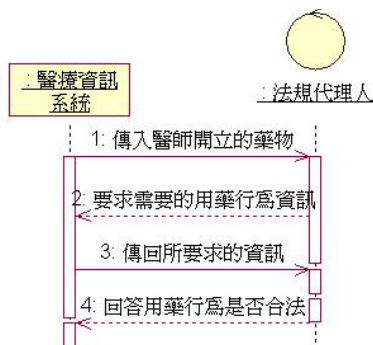 : 醫療資訊
系統
: 法規代理人
1: 傳入醫師開立的藥物
2: 要求需要的用藥行為資訊
3: 傳回所要求的資訊
4: 回答用藥行為是否合法